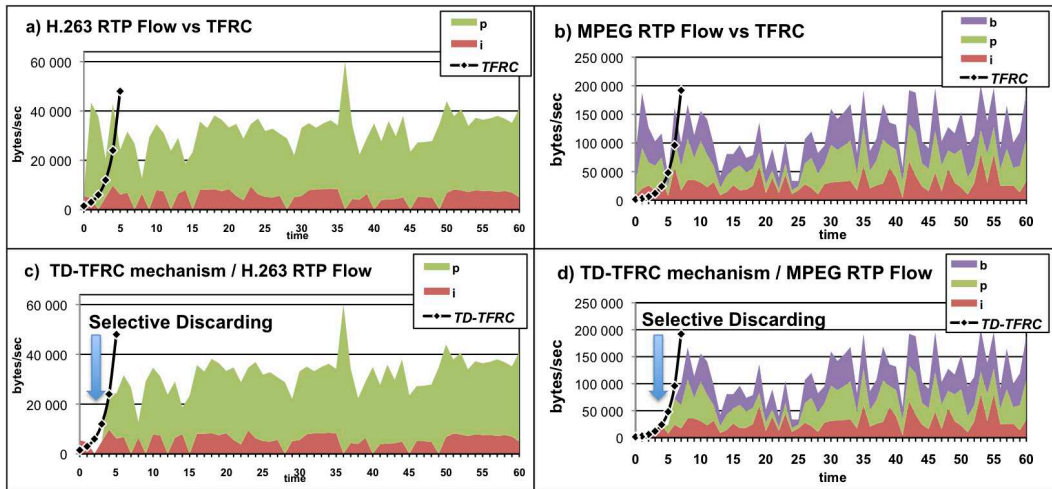 a) H.263 RTP Flow vs TFRC
p
i
TFRC
bytes/sec
60 000
40 000
20 000
0
0 5 10 15 20 25 30 35 40 45 50 55 60
time
b) MPEG RTP Flow vs TFRC
b
p
i
TFRC
bytes/sec
250 000
200 000
150 000
100 000
50 000
0
0 5 10 15 20 25 30 35 40 45 50 55 60
time
c) TD-TFRC mechanism / H.263 RTP Flow
p
i
TD-TFRC
Selective Discarding
bytes/sec
60 000
40 000
20 000
0
0 5 10 15 20 25 30 35 40 45 50 55 60
time
d) TD-TFRC mechanism / MPEG RTP Flow
b
p
i
TD-TFRC
Selective Discarding
bytes/sec
250 000
200 000
150 000
100 000
50 000
0
0 5 10 15 20 25 30 35 40 45 50 55 60
time